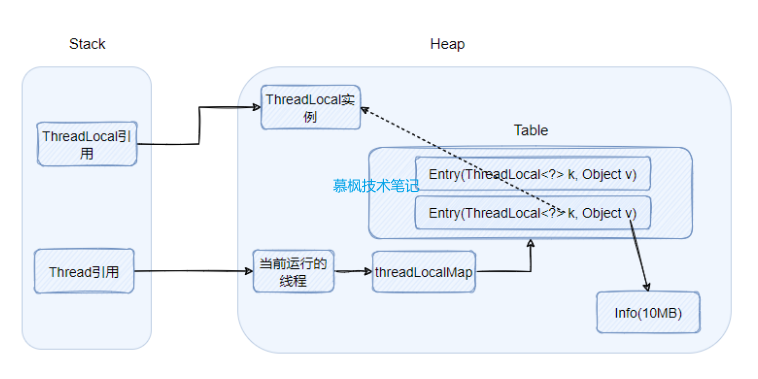 Stack
Heap
ThreadLocal引
用
ThreadLocal实
例
Table
Entry(ThreadLocal<?> k, Object v)
慕枫技术笔记
Entry(ThreadLocal<?> k, Object v)
Thread引用
当前运行的
线程
threadLocalMap
Info(10MB)